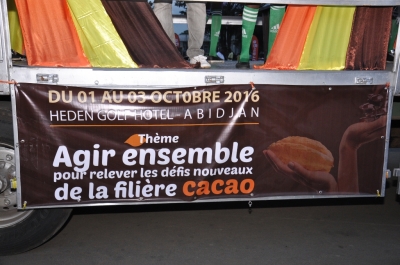 DU 01 AU 03 OCTOBRE 2016
HEDEN GOLF HOTEL - ABIDJAN
Thème
Agir ensemble
pour relever les défis nouveaux
de la filière cacao